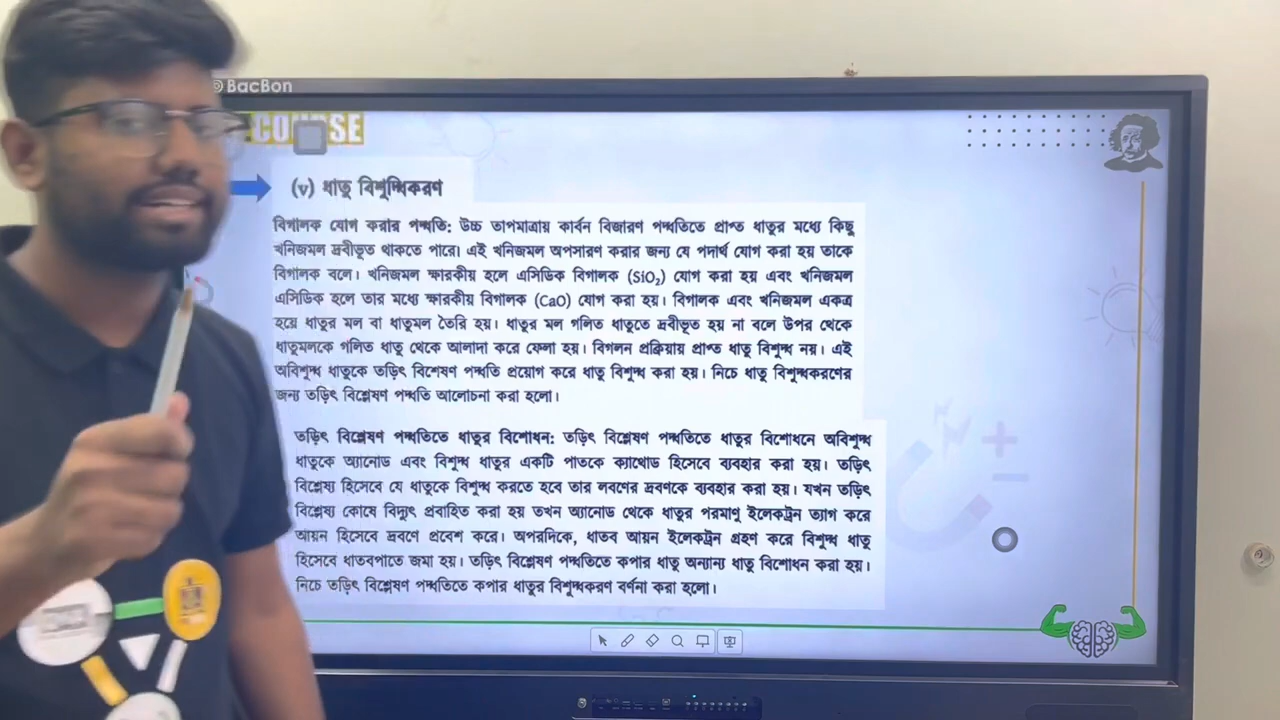 BacBon
COURSE
(v) ধাতু বিশুদ্ধিকরণ
বিগালক যোগ করার পদ্ধতি: উচ্চ তাপমাত্রায় কার্বন বিজারণ পদ্ধতিতে প্রাপ্ত ধাতুর মধ্যে কিছু
খনিজমল দ্রবীভূত থাকতে পারে। এই খনিজমল অপসারণ করার জন্য যে পদার্থ যোগ করা হয় তাকে
বিগালক বলে। খনিজমল ক্ষারকীয় হলে এসিডিক বিগালক (SiO₂) যোগ করা হয় এবং খনিজমল
এসিডিক হলে তার মধ্যে ক্ষারকীয় বিগালক (CaO) যোগ করা হয়। বিগালক এবং খনিজমল একত্র
হয়ে ধাতুর মল বা ধাতুমল তৈরি হয়। ধাতুর মল গলিত ধাতুতে দ্রবীভূত হয় না বলে উপর থেকে
ধাতুমলকে গলিত ধাতু থেকে আলাদা করে ফেলা হয়। বিগলন প্রক্রিয়ায় প্রাপ্ত ধাতু বিশুদ্ধ নয়। এই
অবিশুদ্ধ ধাতুকে তড়িৎ বিশেষণ পদ্ধতি প্রয়োগ করে ধাতু বিশুদ্ধ করা হয়। নিচে ধাতু বিশুদ্ধকরণের
জন্য তড়িৎ বিশ্লেষণ পদ্ধতি আলোচনা করা হলো।
তড়িৎ বিশ্লেষণ পদ্ধতিতে ধাতুর বিশোধন: তড়িৎ বিশ্লেষণ পদ্ধতিতে ধাতুর বিশোধনে অবিশুদ্ধ
ধাতুকে অ্যানোড এবং বিশুদ্ধ ধাতুর একটি পাতকে ক্যাথোড হিসেবে ব্যবহার করা হয়। তড়িৎ
বিশ্লেষ্য হিসেবে যে ধাতুকে বিশুদ্ধ করতে হবে তার লবণের দ্রবণকে ব্যবহার করা হয়। যখন তড়িৎ
বিশ্লেষ্য কোষে বিদ্যুৎ প্রবাহিত করা হয় তখন অ্যানোড থেকে ধাতুর পরমাণু ইলেকট্রন ত্যাগ করে
আয়ন হিসেবে দ্রবণে প্রবেশ করে। অপরদিকে, ধাতব আয়ন ইলেকট্রন গ্রহণ করে বিশুদ্ধ ধাতু
হিসেবে ধাতবপাতে জমা হয়। তড়িৎ বিশ্লেষণ পদ্ধতিতে কপার ধাতু অন্যান্য ধাতু বিশোধন করা হয়।
নিচে তড়িৎ বিশ্লেষণ পদ্ধতিতে কপার ধাতুর বিশুদ্ধকরণ বর্ণনা করা হলো।